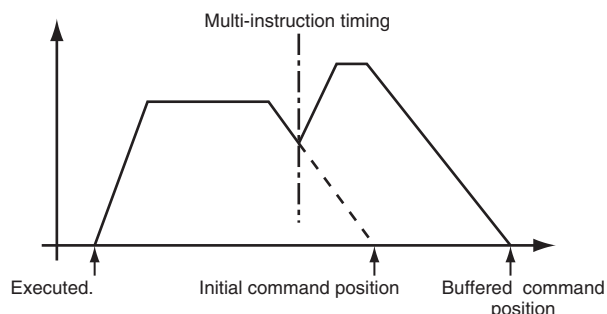 Multi-instruction timing
Executed.
Initial command position
Buffered command
position